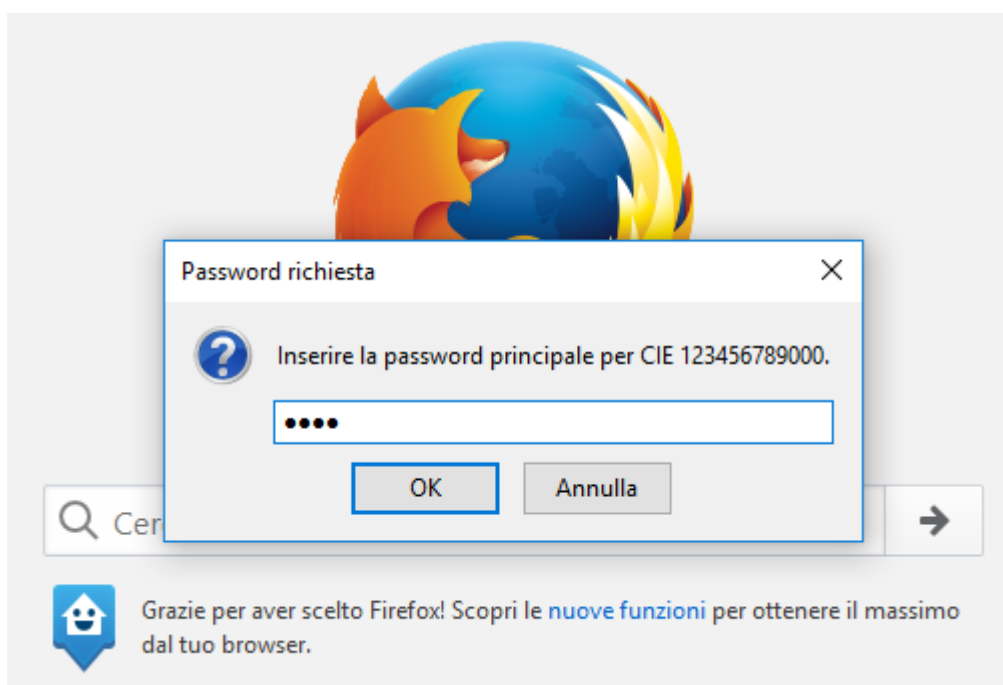 Password richiesta
Inserire la password principale per CIE 123456789000.
••••
OK
Annulla
Cer
Grazie per aver scelto Firefox! Scopri le nuove funzioni per ottenere il massimo
dal tuo browser.